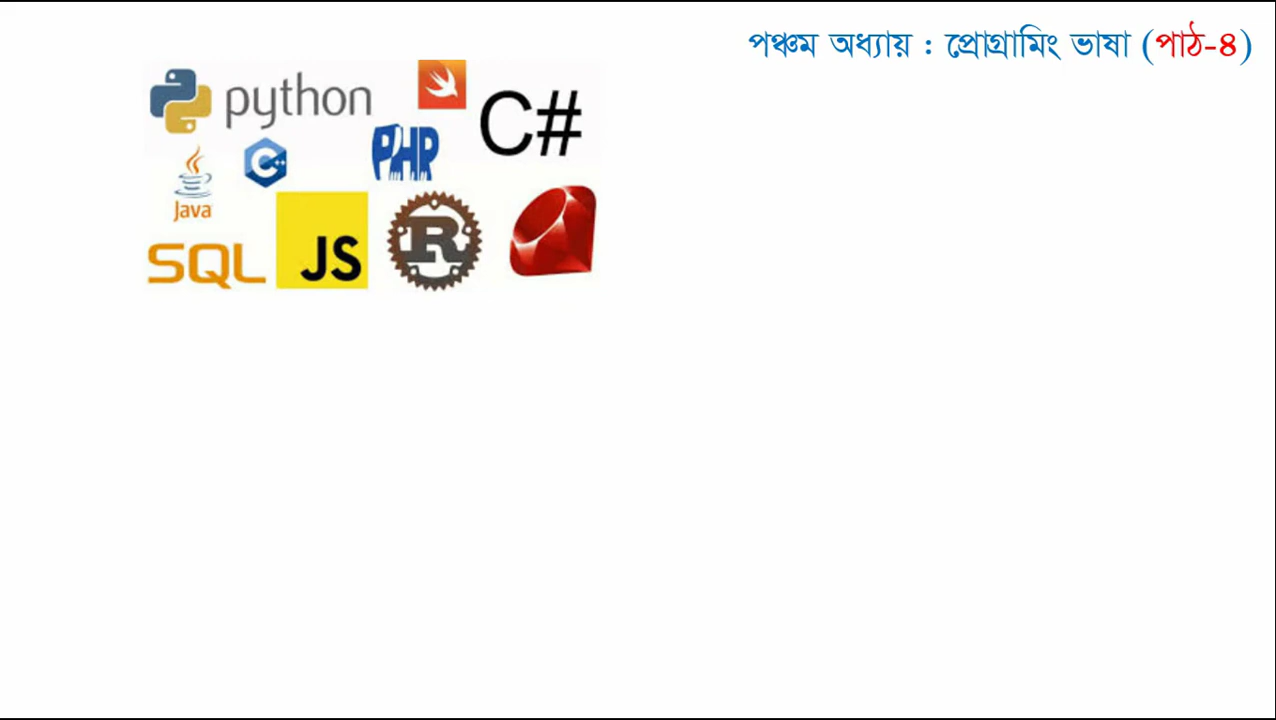 পঞ্চম অধ্যায় : প্রোগ্রামিং ভাষা (পাঠ-৪)
python
C#
C++
PHP
Java
SQL
JS
R